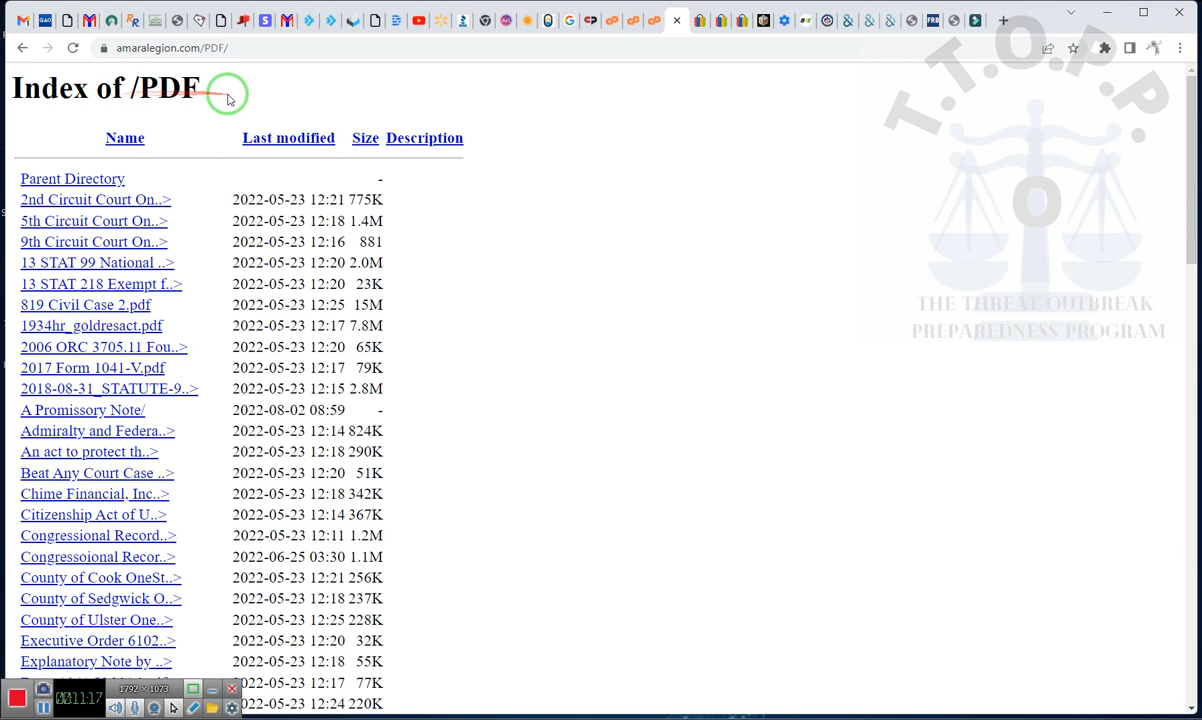 amaralegion.com/PDF/
T.T.O.P.P.
O
THE THREAT OUTBREAK
PREPAREDNESS PROGRAM
Index of /PDF
Name Last modified Size Description
Parent Directory -
2nd Circuit Court On..> 2022-05-23 12:21 775K
5th Circuit Court On..> 2022-05-23 12:18 1.4M
9th Circuit Court On..> 2022-05-23 12:16 881
13 STAT 99 National ..> 2022-05-23 12:20 2.0M
13 STAT 218 Exempt f..> 2022-05-23 12:20 23K
819 Civil Case 2.pdf 2022-05-23 12:25 15M
1934hr_goldresact.pdf 2022-05-23 12:17 7.8M
2006 ORC 3705.11 Fou..> 2022-05-23 12:20 65K
2017 Form 1041-V.pdf 2022-05-23 12:17 79K
2018-08-31_STATUTE-9..> 2022-05-23 12:15 2.8M
A Promissory Note/ 2022-08-02 08:59 -
Admiralty and Federa..> 2022-05-23 12:14 824K
An act to protect th..> 2022-05-23 12:18 290K
Beat Any Court Case ..> 2022-05-23 12:20 51K
Chime Financial, Inc..> 2022-05-23 12:18 342K
Citizenship Act of U..> 2022-05-23 12:14 367K
Congressional Record..> 2022-05-23 12:11 1.2M
Congressoional Recor..> 2022-06-25 03:30 1.1M
County of Cook OneSt..> 2022-05-23 12:21 256K
County of Sedgwick O..> 2022-05-23 12:18 237K
County of Ulster One..> 2022-05-23 12:25 228K
Executive Order 6102..> 2022-05-23 12:20 32K
Explanatory Note by ..> 2022-05-23 12:18 55K
2022-05-23 12:17 77K
2022-05-23 12:24 220K
1792 × 1073